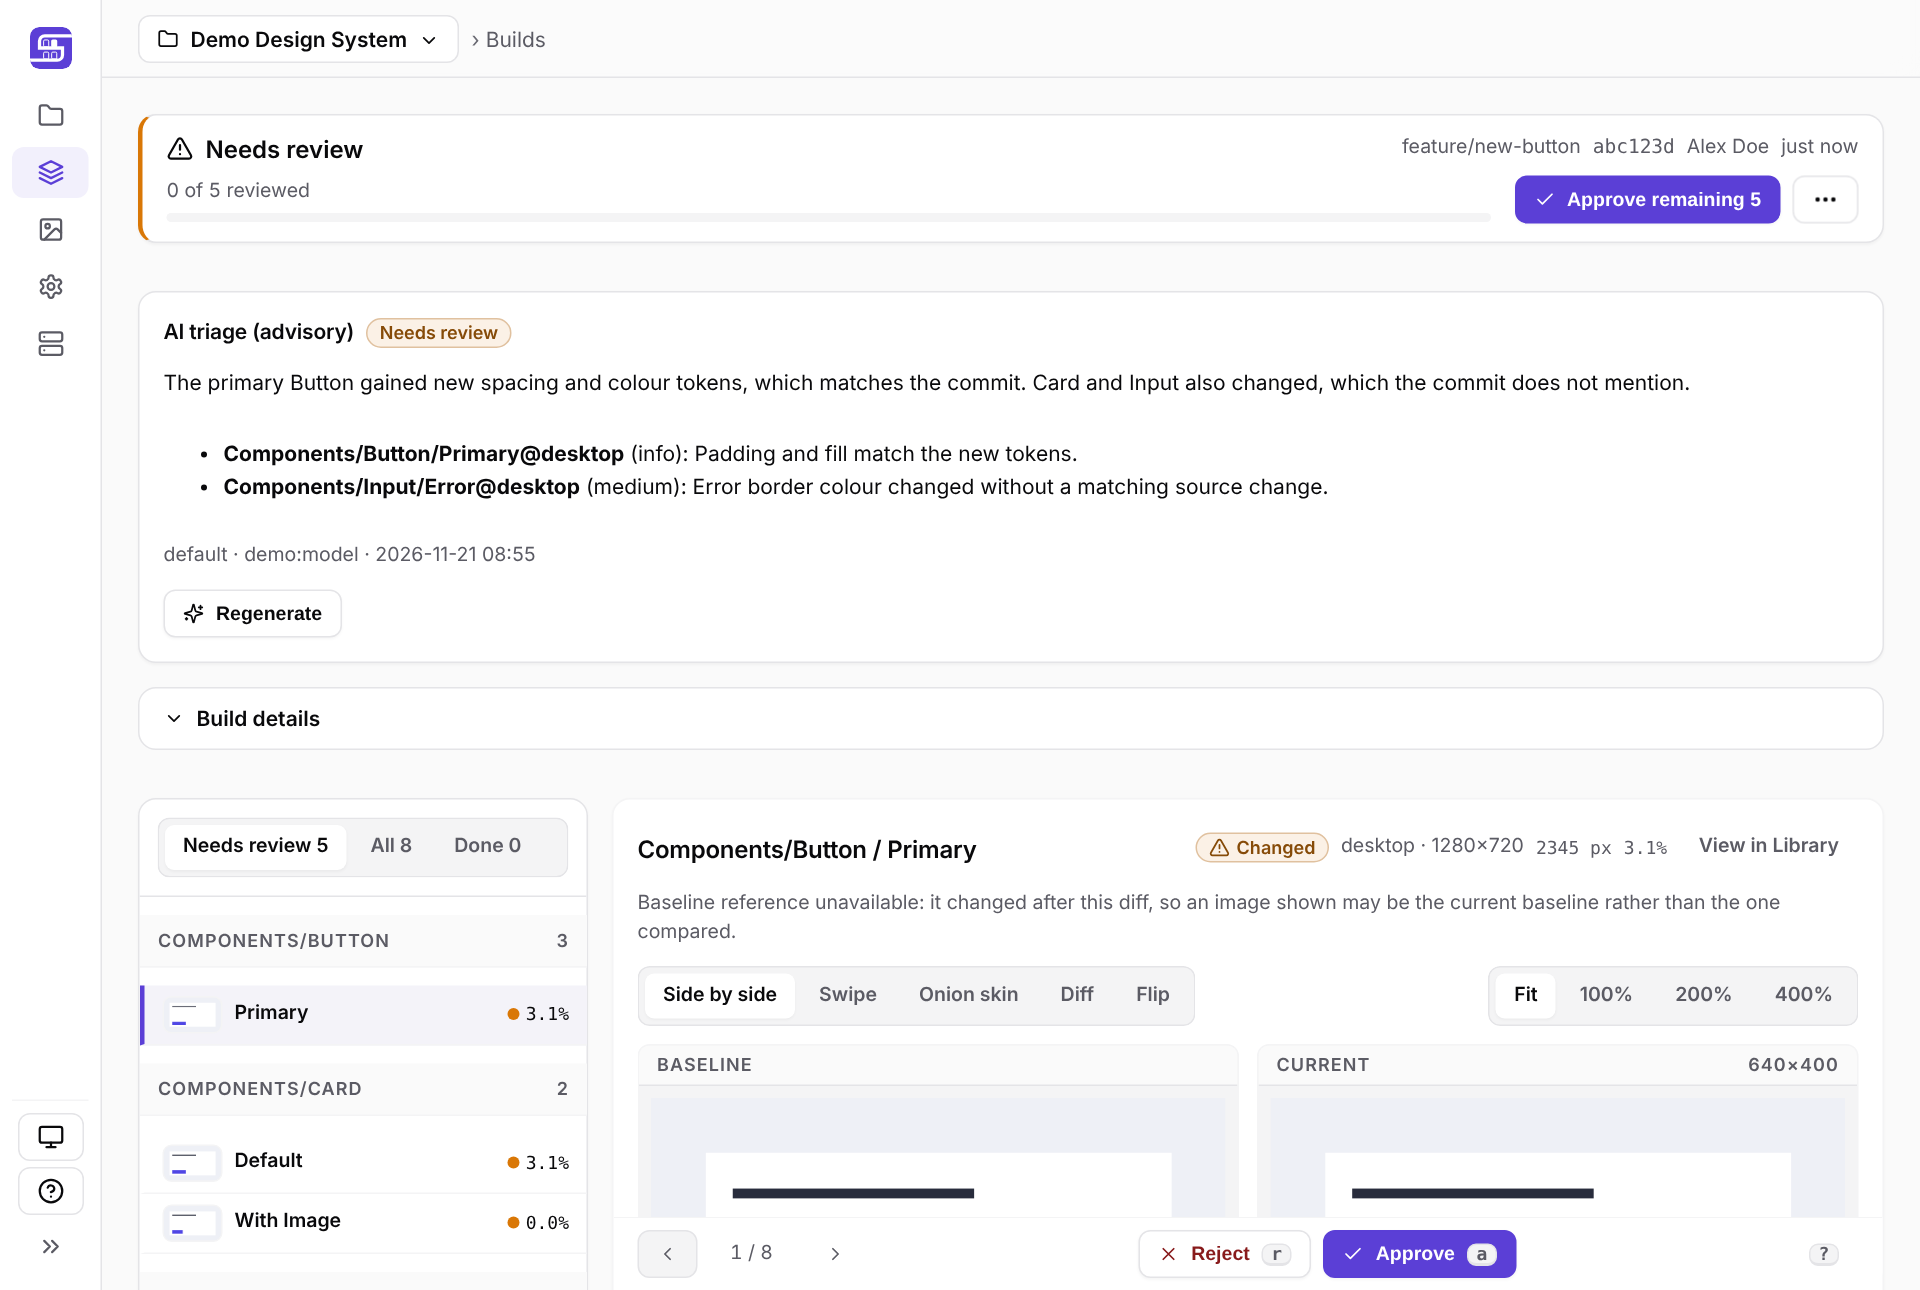 Demo Design System
› Builds
Needs review
feature/new-button abc123d Alex Doe just now
0 of 5 reviewed
Approve remaining 5
AI triage (advisory) Needs review
The primary Button gained new spacing and colour tokens, which matches the commit. Card and Input also changed, which the commit does not mention.
• Components/Button/Primary@desktop (info): Padding and fill match the new tokens.
• Components/Input/Error@desktop (medium): Error border colour changed without a matching source change.
default · demo:model · 2026-11-21 08:55
Regenerate
Build details
Needs review 5 All 8 Done 0
COMPONENTS/BUTTON 3
Primary 3.1%
COMPONENTS/CARD 2
Default 3.1%
With Image 0.0%
Components/Button / Primary
Changed desktop · 1280×720 2345 px 3.1% View in Library
Baseline reference unavailable: it changed after this diff, so an image shown may be the current baseline rather than the one
compared.
Side by side Swipe Onion skin Diff Flip
Fit 100% 200% 400%
BASELINE
CURRENT 640×400
1 / 8
Reject r
Approve a
?